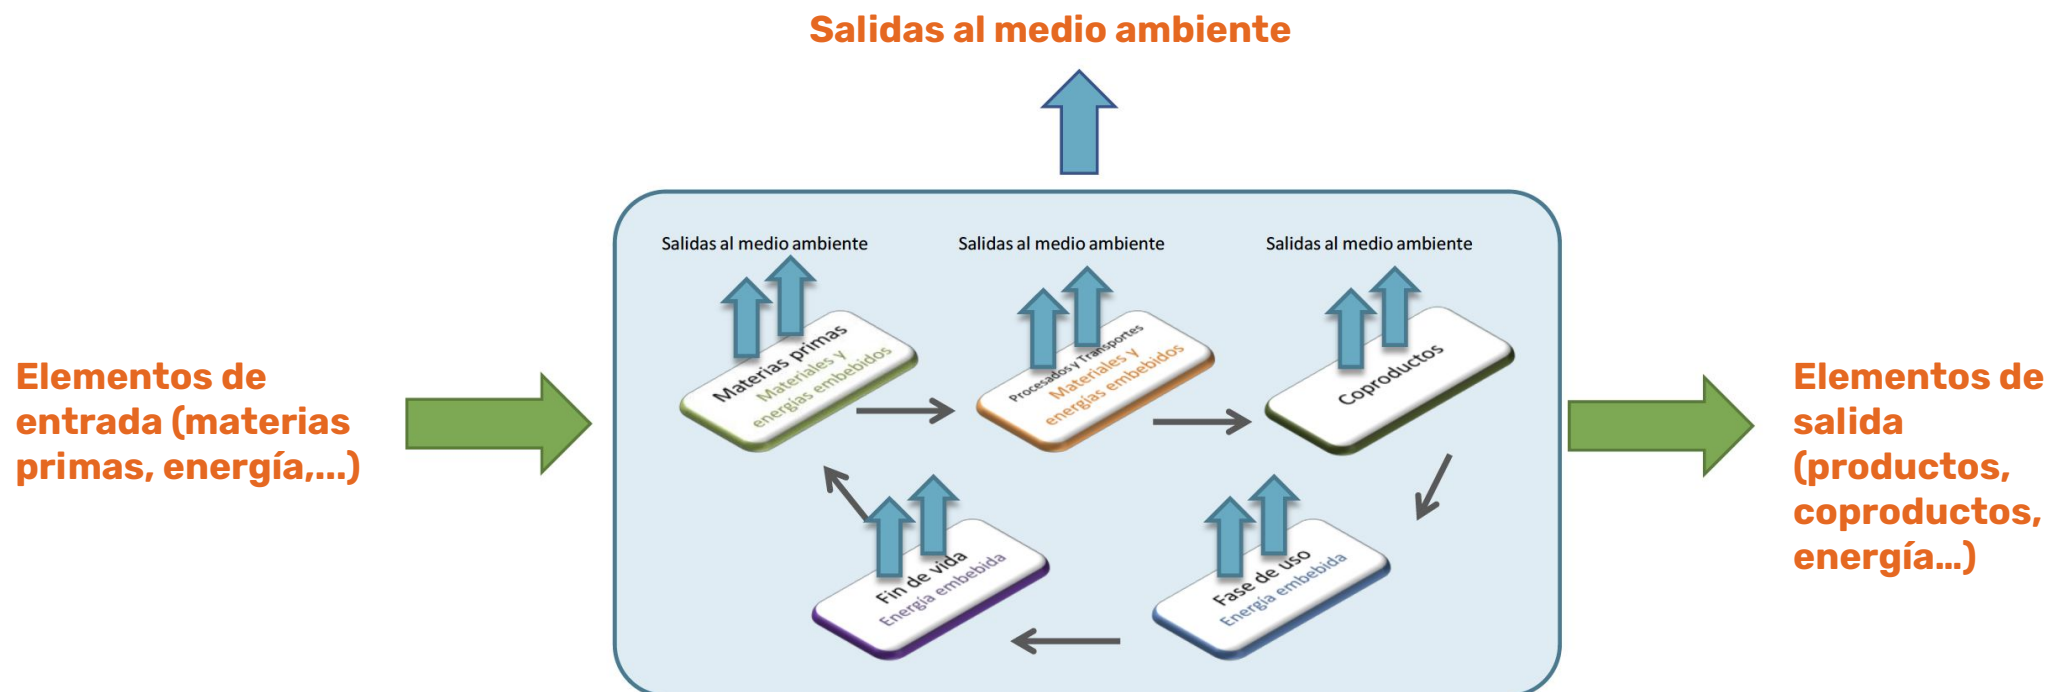 Salidas al medio ambiente
Salidas al medio ambiente
Salidas al medio ambiente
Salidas al medio ambiente
Elementos de
entrada (materias
primas, energía,...)
Materias primas
Materiales y
energías embebidos
Procesados y Transportes
Materiales y
energías embebidos
Coproductos
Fin de vida
Energía embebida
Fase de uso
Energía embebida
Elementos de
salida
(productos,
coproductos,
energía...)